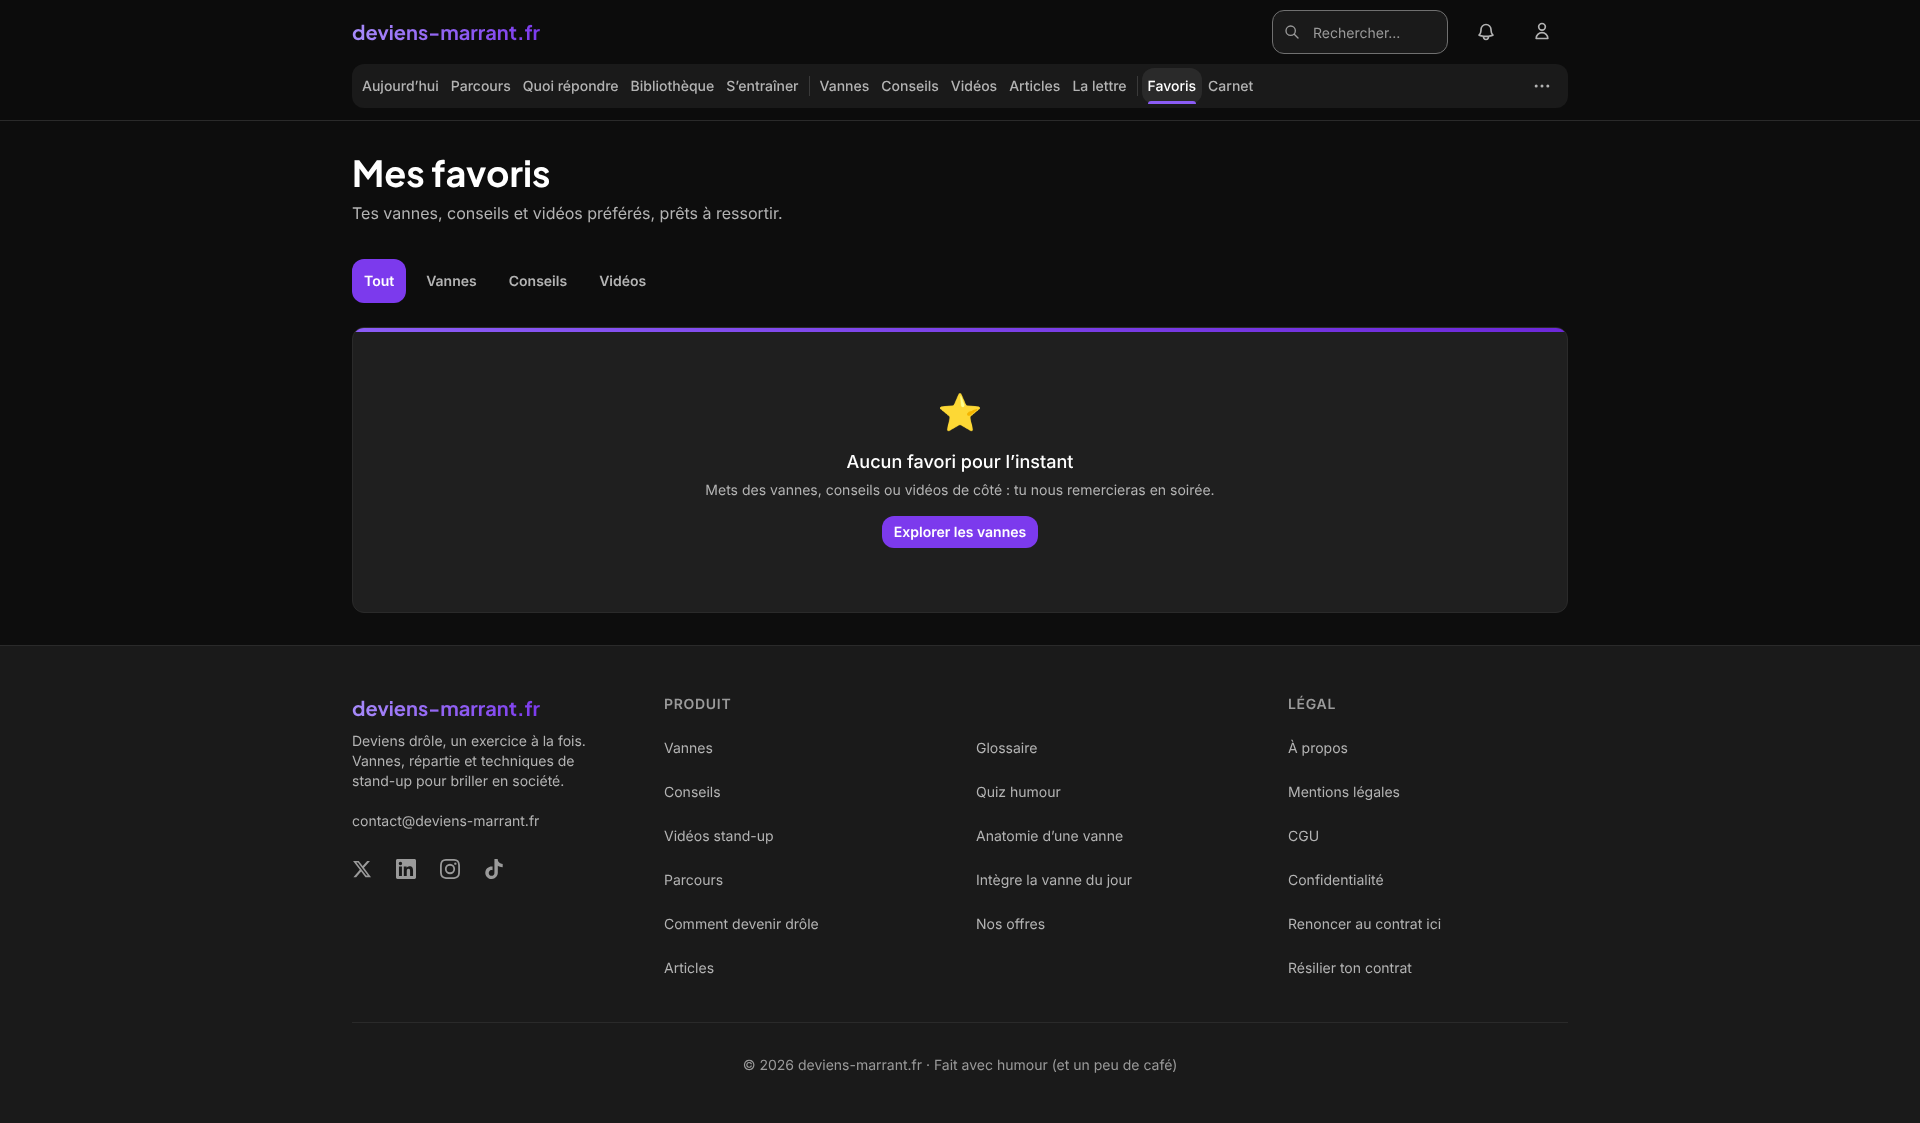 deviens-marrant.fr
Rechercher...
Aujourd’hui Parcours Quoi répondre Bibliothèque S’entraîner Vannes Conseils Vidéos Articles La lettre Favoris Carnet
Mes favoris
Tes vannes, conseils et vidéos préférés, prêts à ressortir.
Tout Vannes Conseils Vidéos
Aucun favori pour l’instant
Mets des vannes, conseils ou vidéos de côté : tu nous remercieras en soirée.
Explorer les vannes
deviens-marrant.fr
Deviens drôle, un exercice à la fois.
Vannes, répartie et techniques de
stand-up pour briller en société.
contact@deviens-marrant.fr
PRODUIT
Vannes
Conseils
Vidéos stand-up
Parcours
Comment devenir drôle
Articles
Glossaire
Quiz humour
Anatomie d’une vanne
Intègre la vanne du jour
Nos offres
LÉGAL
À propos
Mentions légales
CGU
Confidentialité
Renoncer au contrat ici
Résilier ton contrat
© 2026 deviens-marrant.fr · Fait avec humour (et un peu de café)